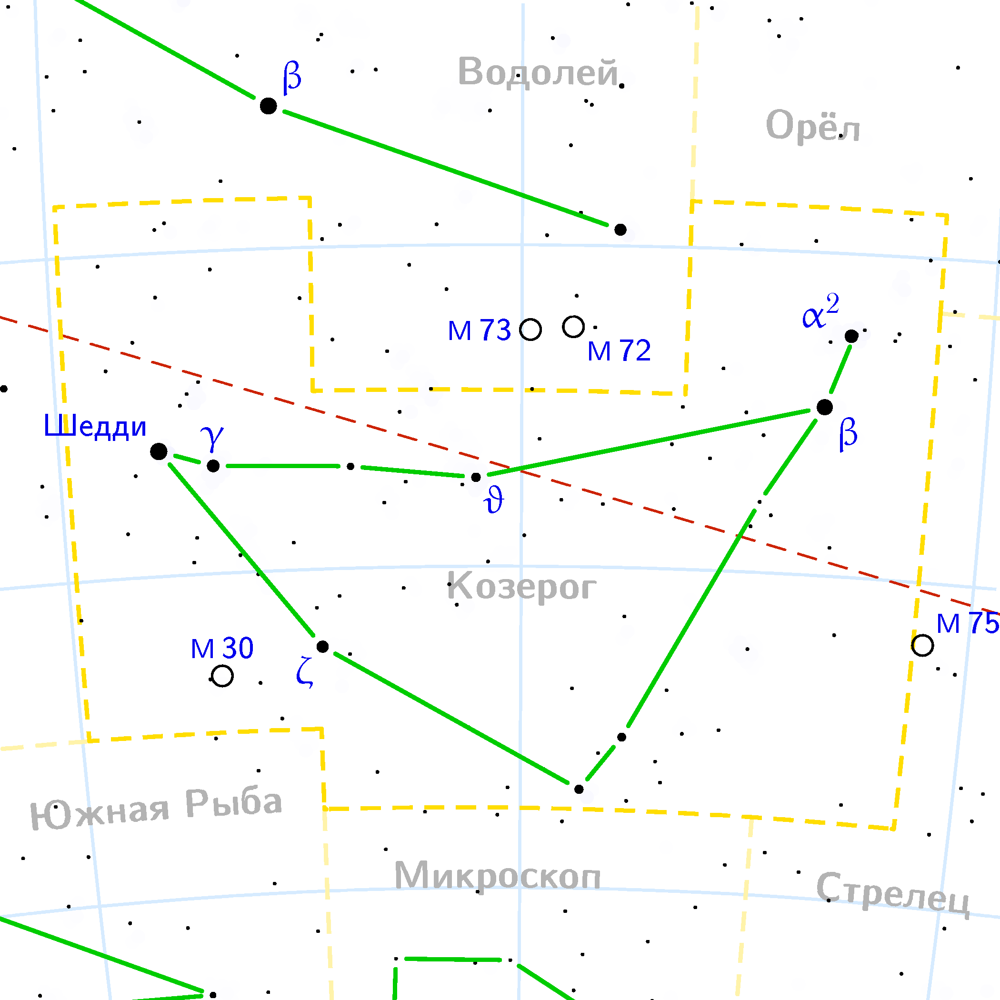 β
Водолей
Орёл
α²
M 73
M 72
Шедди
γ
β
ϑ
Козерог
M 75
M 30
ζ
Южная Рыба
Микроскоп
Стрелец